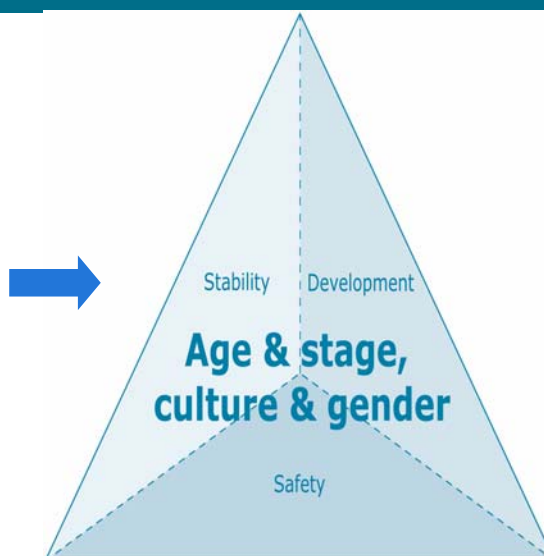 Stability Development
Age & stage,
culture & gender
Safety